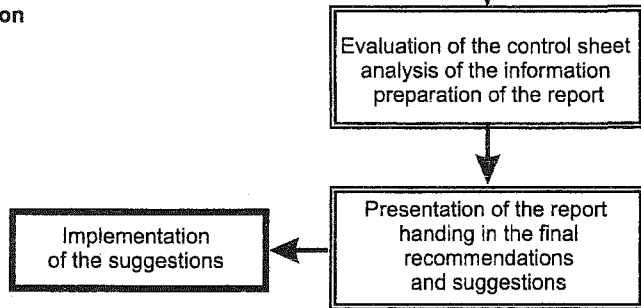 on
Evaluation of the control sheet
analysis of the information
preparation of the report
Presentation of the report
handing in the final
recommendations
and suggestions
Implementation
of the suggestions